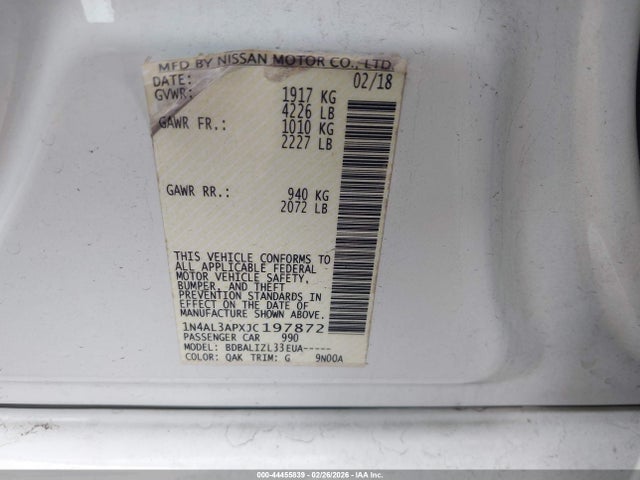 MFD BY NISSAN MOTOR CO., LTD.
DATE: 02/18
GVWR: 1917 KG
4226 LB
GAWR FR.: 1010 KG
2227 LB
GAWR RR.: 940 KG
2072 LB
THIS VEHICLE CONFORMS TO
ALL APPLICABLE FEDERAL
MOTOR VEHICLE SAFETY,
BUMPER, AND THEFT
PREVENTION STANDARDS IN
EFFECT ON THE DATE OF
MANUFACTURE SHOWN ABOVE.
1N4AL3APXJC197872
PASSENGER CAR 990
MODEL: BDBALIZL33EUA-----
COLOR: QAK TRIM: G 9N00A
000-44455839 | 02/26/2026 | IAA Inc.